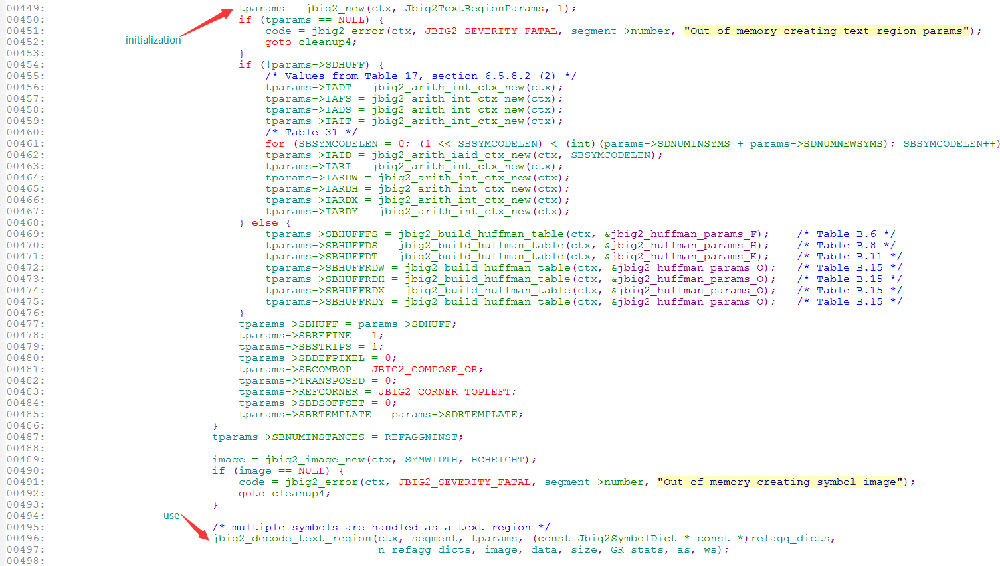 00449: tparams = jbig2_new(ctx, Jbig2TextRegionParams, 1);
00450: if (tparams == NULL) {
00451: code = jbig2_error(ctx, JBIG2_SEVERITY_FATAL, segment->number, "Out of memory creating text region params");
initialization
00452: goto cleanup4;
00453: }
00454: if (!params->SDHUFF) {
00455: /* Values from Table 17, section 6.5.8.2 (2) */
00456: tparams->IADT = jbig2_arith_int_ctx_new(ctx);
00457: tparams->IAFS = jbig2_arith_int_ctx_new(ctx);
00458: tparams->IADS = jbig2_arith_int_ctx_new(ctx);
00459: tparams->IAIT = jbig2_arith_int_ctx_new(ctx);
00460: /* Table 31 */
00461: for (SBSYMCODELEN = 0; (1 << SBSYMCODELEN) < (int)(params->SDNUMINSYMS + params->SDNUMNEWSYMS); SBSYMCODELEN++)
00462: tparams->IAID = jbig2_arith_iaid_ctx_new(ctx, SBSYMCODELEN);
00463: tparams->IARI = jbig2_arith_int_ctx_new(ctx);
00464: tparams->IARDW = jbig2_arith_int_ctx_new(ctx);
00465: tparams->IARDH = jbig2_arith_int_ctx_new(ctx);
00466: tparams->IARDX = jbig2_arith_int_ctx_new(ctx);
00467: tparams->IARDY = jbig2_arith_int_ctx_new(ctx);
00468: } else {
00469: tparams->SBHUFFFS = jbig2_build_huffman_table(ctx, &jbig2_huffman_params_F); /* Table B.6 */
00470: tparams->SBHUFFDS = jbig2_build_huffman_table(ctx, &jbig2_huffman_params_H); /* Table B.8 */
00471: tparams->SBHUFFDT = jbig2_build_huffman_table(ctx, &jbig2_huffman_params_K); /* Table B.11 */
00472: tparams->SBHUFFRDW = jbig2_build_huffman_table(ctx, &jbig2_huffman_params_O); /* Table B.15 */
00473: tparams->SBHUFFRDH = jbig2_build_huffman_table(ctx, &jbig2_huffman_params_O); /* Table B.15 */
00474: tparams->SBHUFFRDX = jbig2_build_huffman_table(ctx, &jbig2_huffman_params_O); /* Table B.15 */
00475: tparams->SBHUFFRDY = jbig2_build_huffman_table(ctx, &jbig2_huffman_params_O); /* Table B.15 */
00476: }
00477: tparams->SBHUFF = params->SDHUFF;
00478: tparams->SBREFINE = 1;
00479: tparams->SBSTRIPS = 1;
00480: tparams->SBDEFPIXEL = 0;
00481: tparams->SBCOMBOP = JBIG2_COMPOSE_OR;
00482: tparams->TRANSPOSED = 0;
00483: tparams->REFCORNER = JBIG2_CORNER_TOPLEFT;
00484: tparams->SBDSOFFSET = 0;
00485: tparams->SBRTEMPLATE = params->SDRTEMPLATE;
00486: }
00487: tparams->SBNUMINSTANCES = REFAGGNINST;
00488:
00489: image = jbig2_image_new(ctx, SYMWIDTH, HCHEIGHT);
00490: if (image == NULL) {
00491: code = jbig2_error(ctx, JBIG2_SEVERITY_FATAL, segment->number, "Out of memory creating symbol image");
00492: goto cleanup4;
00493: }
00494:
use
00495: /* multiple symbols are handled as a text region */
00496: jbig2_decode_text_region(ctx, segment, tparams, (const Jbig2SymbolDict * const *)refagg_dicts,
00497: n_refagg_dicts, image, data, size, GR_stats, as, ws);
00498: